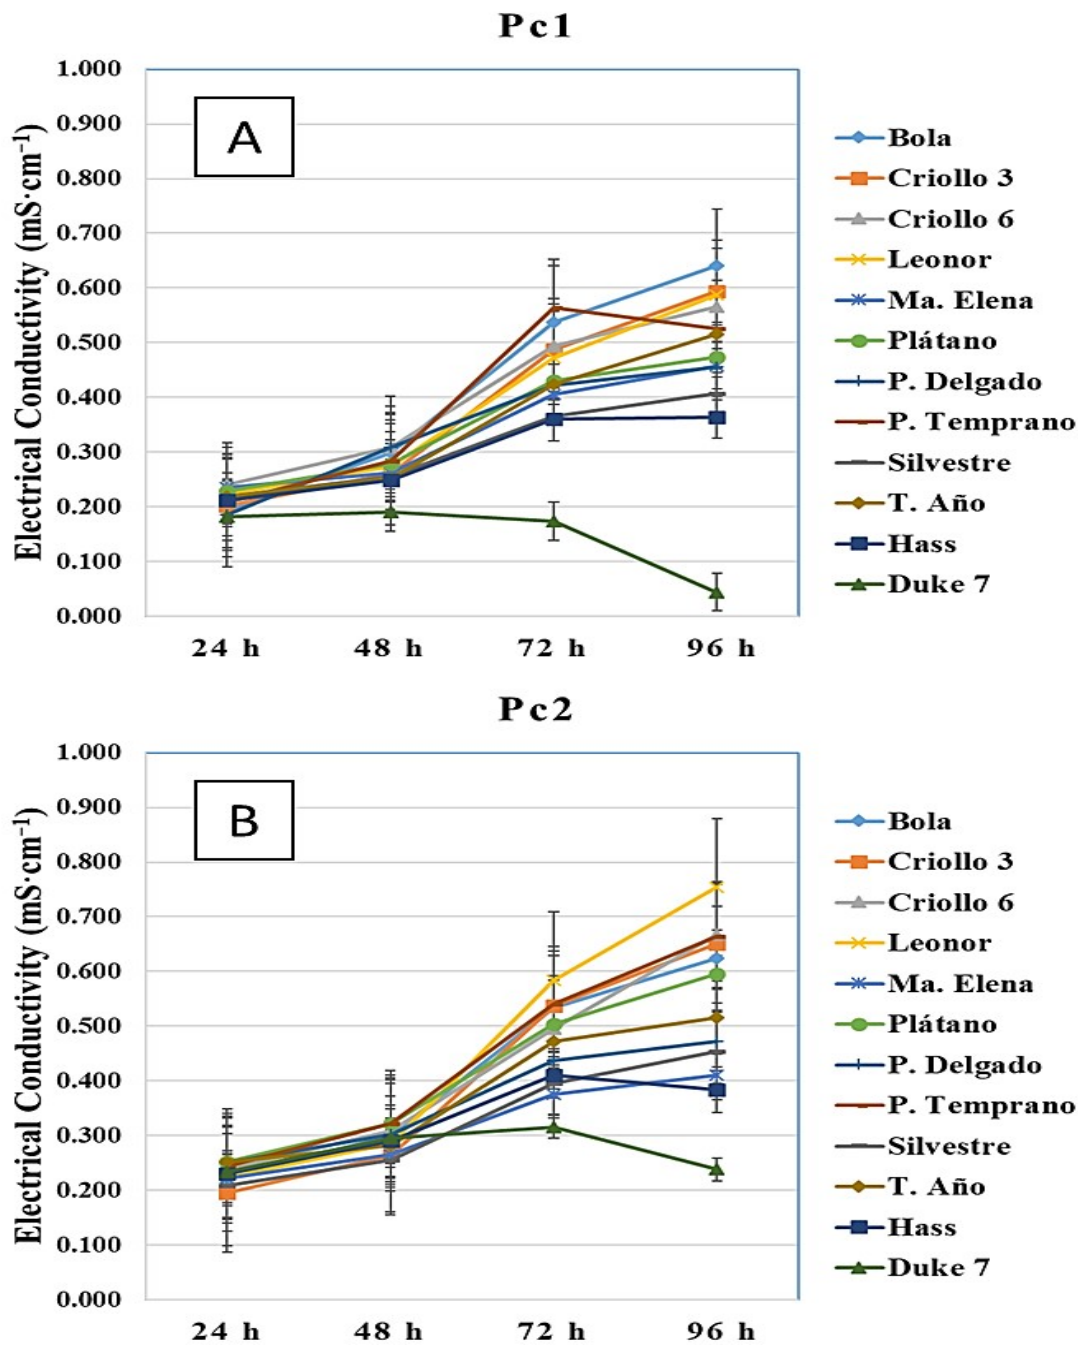 Pc1
Electrical Conductivity (mS·cm⁻¹)
1.000
0.900
0.800
0.700
0.600
0.500
0.400
0.300
0.200
0.100
0.000
A
24 h 48 h 72 h 96 h
Bola
Criollo 3
Criollo 6
Leonor
Ma. Elena
Plátano
P. Delgado
P. Temprano
Silvestre
T. Año
Hass
Duke 7
Pc2
Electrical Conductivity (mS·cm⁻¹)
1.000
0.900
0.800
0.700
0.600
0.500
0.400
0.300
0.200
0.100
0.000
B
24 h 48 h 72 h 96 h
Bola
Criollo 3
Criollo 6
Leonor
Ma. Elena
Plátano
P. Delgado
P. Temprano
Silvestre
T. Año
Hass
Duke 7